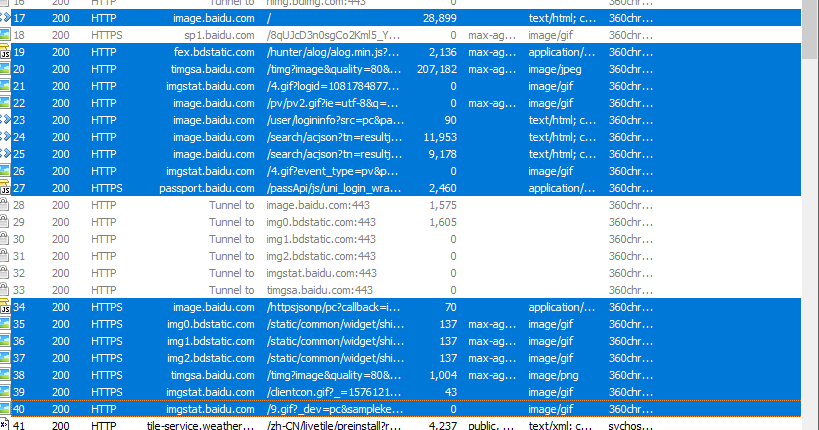 16 200 HTTP Tunnel to himg.bdimg.com:443 0
17 200 HTTP image.baidu.com / 28,899 text/html; c... 360chr...
18 200 HTTPS sp1.baidu.com /8qUJcD3n0sgCo2Kml5_Y... 0 max-ag... image/gif 360chr...
JS 19 200 HTTP fex.bdstatic.com /hunter/alog/alog.min.js?... 2,136 max-ag... application/... 360chr...
20 200 HTTP timgsa.baidu.com /timg?image&quality=80&... 207,182 max-ag... image/jpeg 360chr...
21 200 HTTP imgstat.baidu.com /4.gif?logid=1081784877... 0 image/gif 360chr...
22 200 HTTP image.baidu.com /pv/pv2.gif?ie=utf-8&q=... 0 max-ag... image/gif 360chr...
23 200 HTTP image.baidu.com /user/logininfo?src=pc&pa... 90 text/html; c... 360chr...
24 200 HTTP image.baidu.com /search/acjson?tn=resultj... 11,953 text/html; c... 360chr...
25 200 HTTP image.baidu.com /search/acjson?tn=resultj... 9,178 text/html; c... 360chr...
26 200 HTTP imgstat.baidu.com /4.gif?event_type=pv&p... 0 image/gif 360chr...
JS 27 200 HTTPS passport.baidu.com /passApi/js/uni_login_wra... 2,460 application/... 360chr...
28 200 HTTP Tunnel to image.baidu.com:443 1,575 360chr...
29 200 HTTP Tunnel to img0.bdstatic.com:443 1,605 360chr...
30 200 HTTP Tunnel to img1.bdstatic.com:443 0 360chr...
31 200 HTTP Tunnel to img2.bdstatic.com:443 0 360chr...
32 200 HTTP Tunnel to imgstat.baidu.com:443 0 360chr...
33 200 HTTP Tunnel to timgsa.baidu.com:443 0 360chr...
JS 34 200 HTTPS image.baidu.com /httpsjsonp/pc?callback=i... 70 application/... 360chr...
35 200 HTTPS img0.bdstatic.com /static/common/widget/shi... 137 max-ag... image/gif 360chr...
36 200 HTTPS img1.bdstatic.com /static/common/widget/shi... 137 max-ag... image/gif 360chr...
37 200 HTTPS img2.bdstatic.com /static/common/widget/shi... 137 max-ag... image/gif 360chr...
38 200 HTTPS timgsa.baidu.com /timg?image&quality=80&... 1,004 max-ag... image/png 360chr...
39 200 HTTPS imgstat.baidu.com /clientcon.gif?_=1576121... 43 image/gif 360chr...
40 200 HTTPS imgstat.baidu.com /9.gif?_dev=pc&sampleke... 0 image/gif 360chr...
41 200 HTTP tile-service.weather... /zh-CN/livetile/preinstall?r... 4,237 public, ... text/xml; c... svchos...